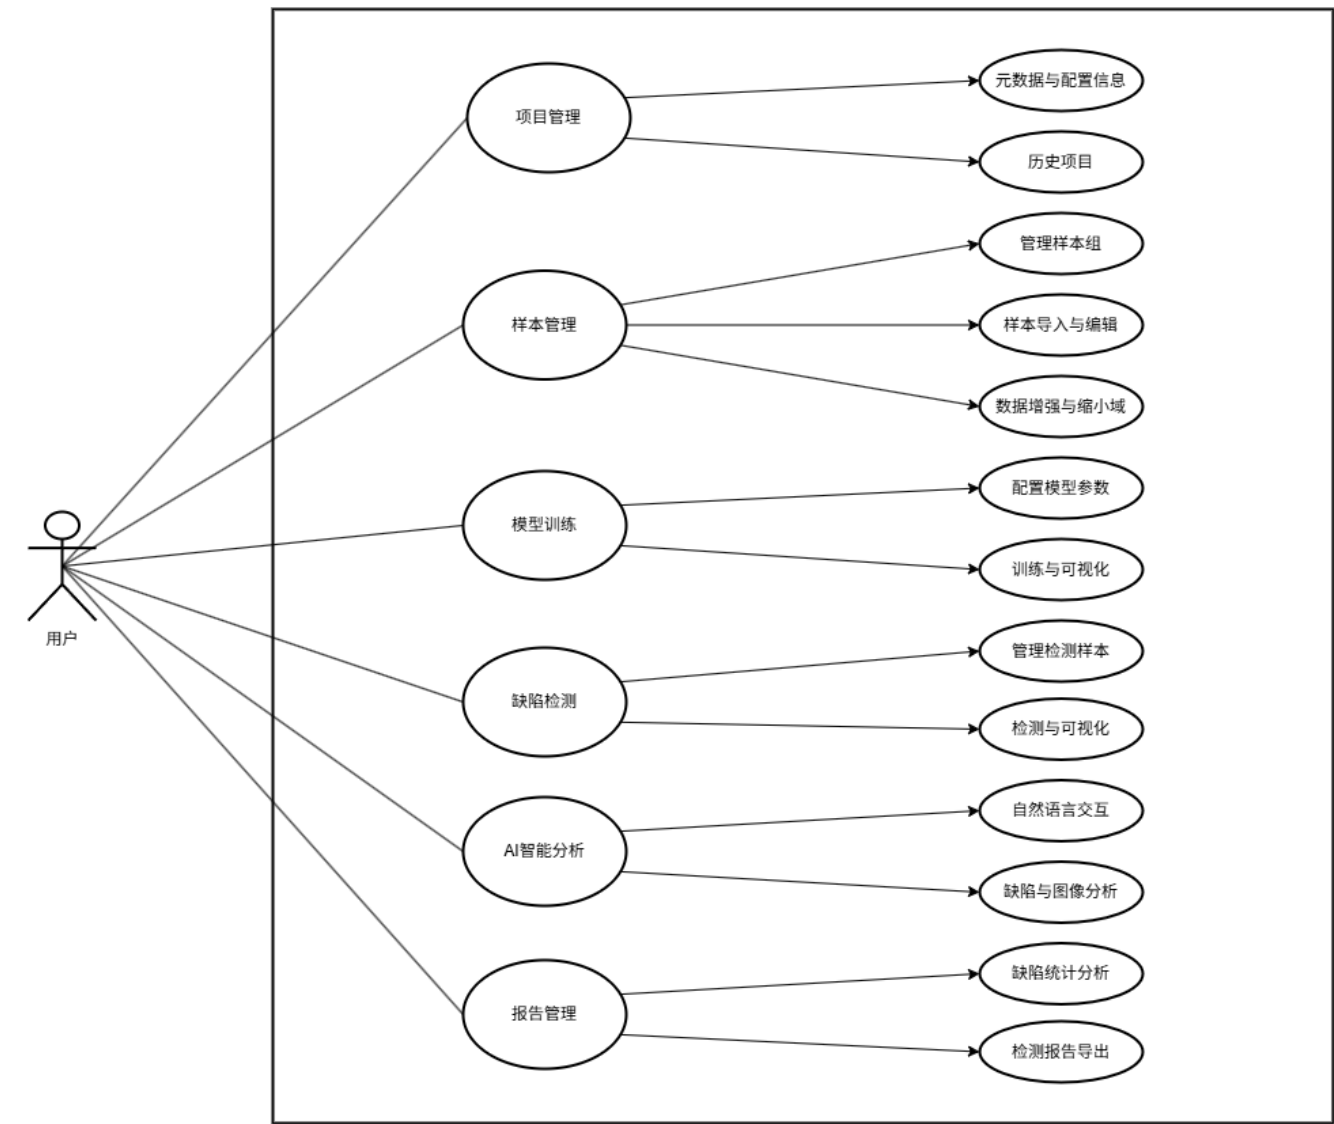 项目管理
元数据与配置信息
历史项目
样本管理
管理样本组
样本导入与编辑
数据增强与缩小域
模型训练
配置模型参数
训练与可视化
用户
缺陷检测
管理检测样本
检测与可视化
AI智能分析
自然语言交互
缺陷与图像分析
报告管理
缺陷统计分析
检测报告导出